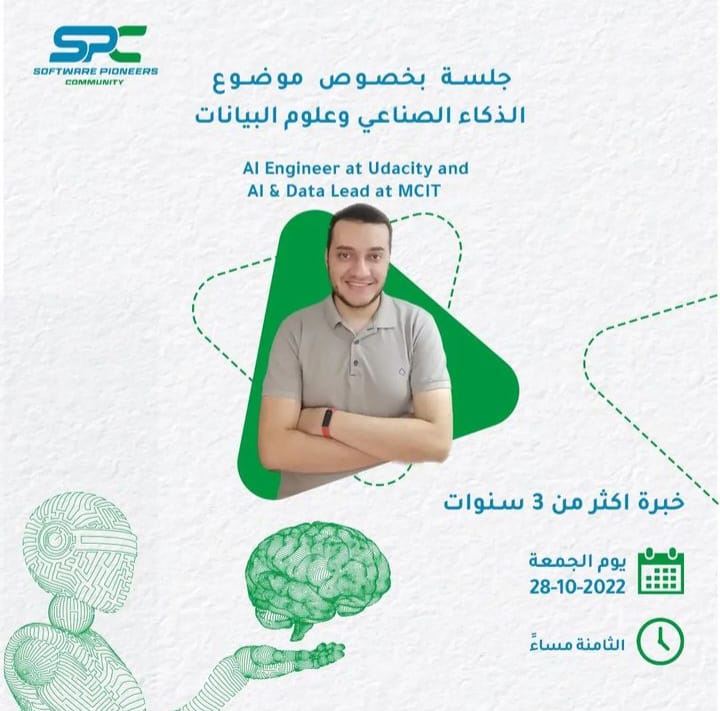 SPC
SOFTWARE PIONEERS
COMMUNITY
جلسة بخصوص موضوع
الذكاء الصناعي وعلوم البيانات
AI Engineer at Udacity and
AI & Data Lead at MCIT
خبرة اكثر من 3 سنوات
يوم الجمعة
28-10-2022
الثامنة مساءً